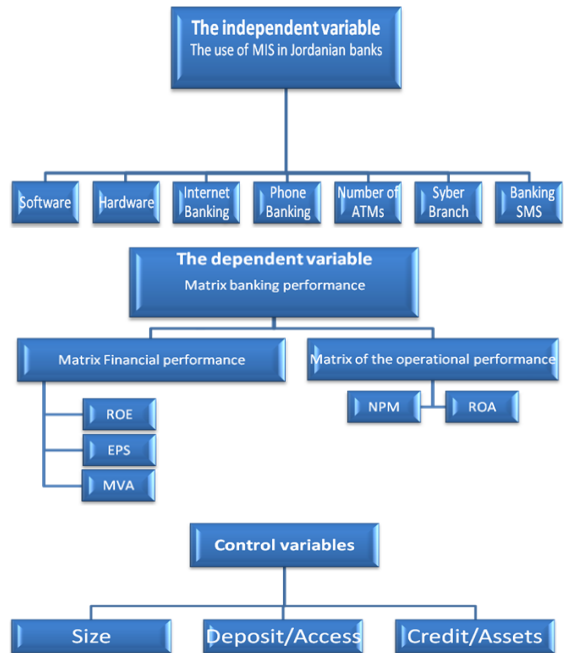 The independent variable
The use of MIS in Jordanian banks
Software
Hardware
Internet
Banking
Phone
Banking
Number of
ATMs
Syber
Branch
Banking
SMS
The dependent variable
Matrix banking performance
Matrix Financial performance
Matrix of the operational performance
ROE
EPS
MVA
NPM
ROA
Control variables
Size
Deposit/Access
Credit/Assets